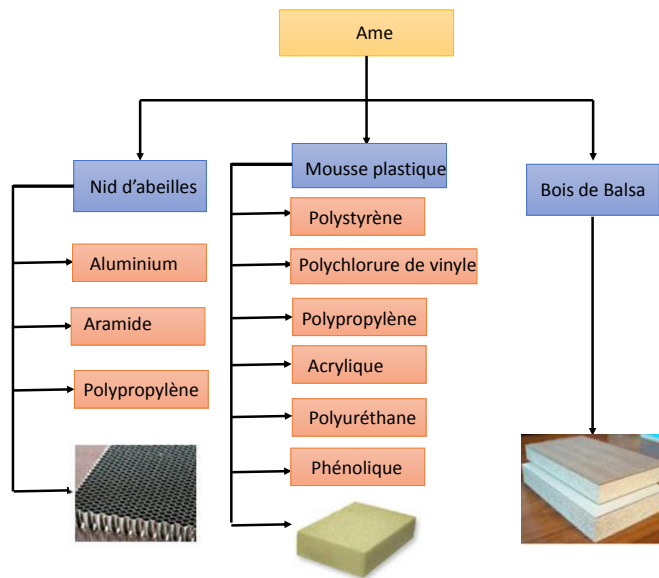 Ame
Nid d'abeilles
Aluminium
Aramide
Polypropylène
Mousse plastique
Polystyrène
Polychlorure de vinyle
Polypropylène
Acrylique
Polyuréthane
Phénolique
Bois de Balsa